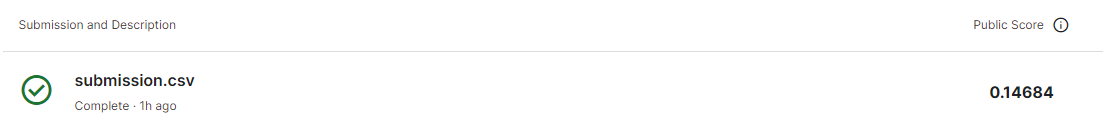 Submission and Description Public Score
submission.csv
Complete · 1h ago
0.14684